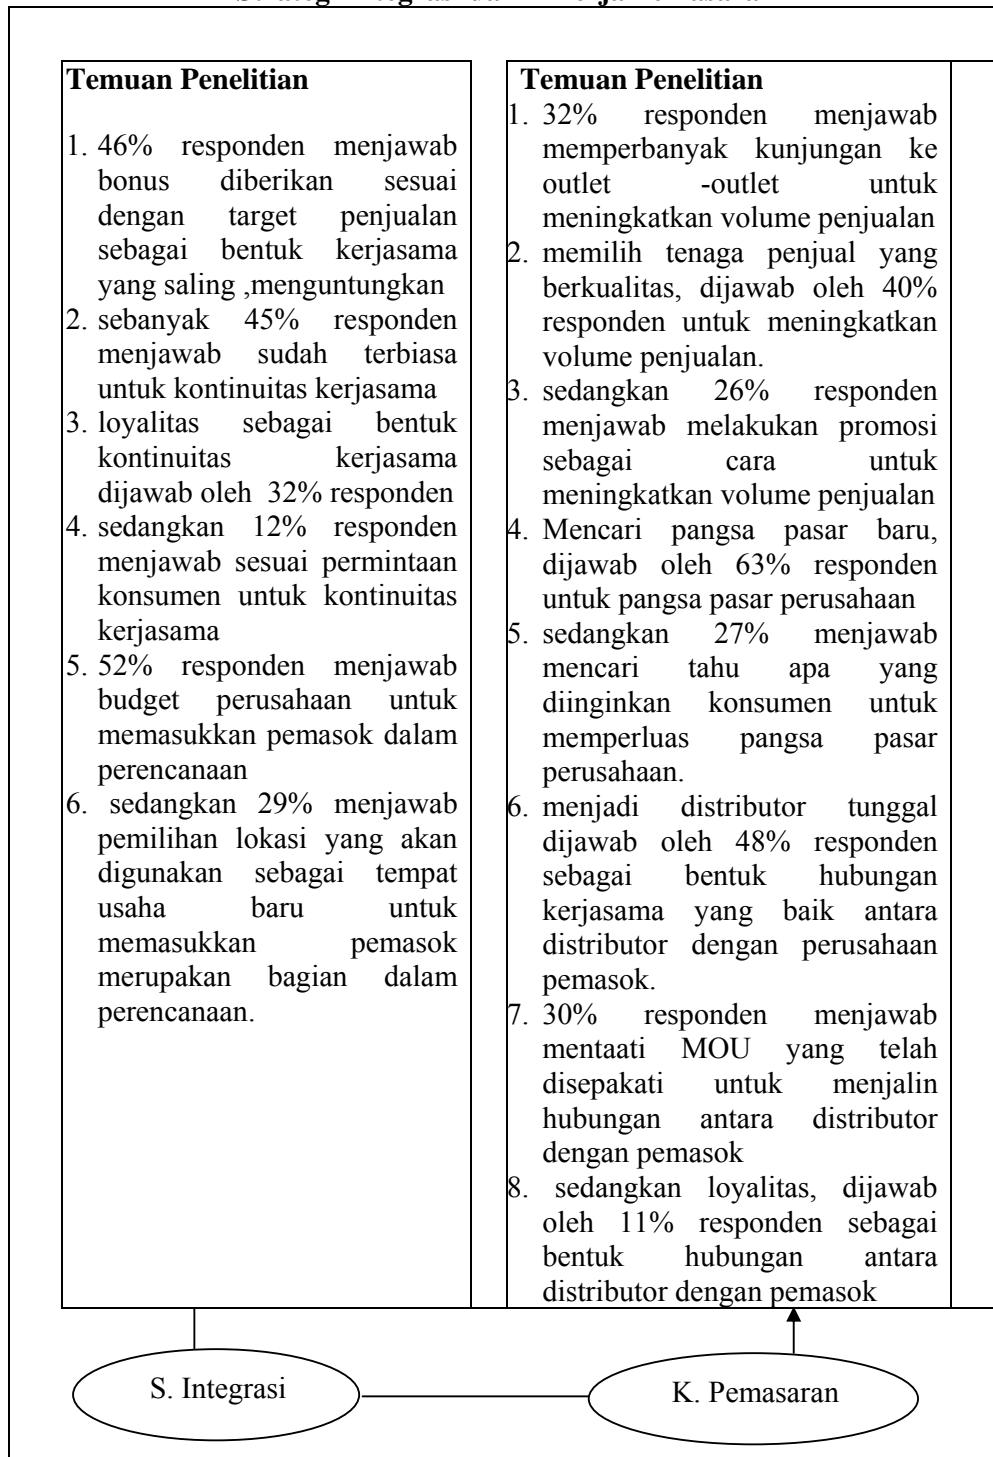 Temuan Penelitian
1. 46% responden menjawab
bonus diberikan sesuai
dengan target penjualan
sebagai bentuk kerjasama
yang saling ,menguntungkan
2. sebanyak 45% responden
menjawab sudah terbiasa
untuk kontinuitas kerjasama
3. loyalitas sebagai bentuk
kontinuitas kerjasama
dijawab oleh 32% responden
4. sedangkan 12% responden
menjawab sesuai permintaan
konsumen untuk kontinuitas
kerjasama
5. 52% responden menjawab
budget perusahaan untuk
memasukkan pemasok dalam
perencanaan
6. sedangkan 29% menjawab
pemilihan lokasi yang akan
digunakan sebagai tempat
usaha baru untuk
memasukkan pemasok
merupakan bagian dalam
perencanaan.
Temuan Penelitian
1. 32% responden menjawab
memperbanyak kunjungan ke
outlet -outlet untuk
meningkatkan volume penjualan
2. memilih tenaga penjual yang
berkualitas, dijawab oleh 40%
responden untuk meningkatkan
volume penjualan.
3. sedangkan 26% responden
menjawab melakukan promosi
sebagai cara untuk
meningkatkan volume penjualan
4. Mencari pangsa pasar baru,
dijawab oleh 63% responden
untuk pangsa pasar perusahaan
5. sedangkan 27% menjawab
mencari tahu apa yang
diinginkan konsumen untuk
memperluas pangsa pasar
perusahaan.
6. menjadi distributor tunggal
dijawab oleh 48% responden
sebagai bentuk hubungan
kerjasama yang baik antara
distributor dengan perusahaan
pemasok.
7. 30% responden menjawab
mentaati MOU yang telah
disepakati untuk menjalin
hubungan antara distributor
dengan pemasok
8. sedangkan loyalitas, dijawab
oleh 11% responden sebagai
bentuk hubungan antara
distributor dengan pemasok
S. Integrasi
K. Pemasaran